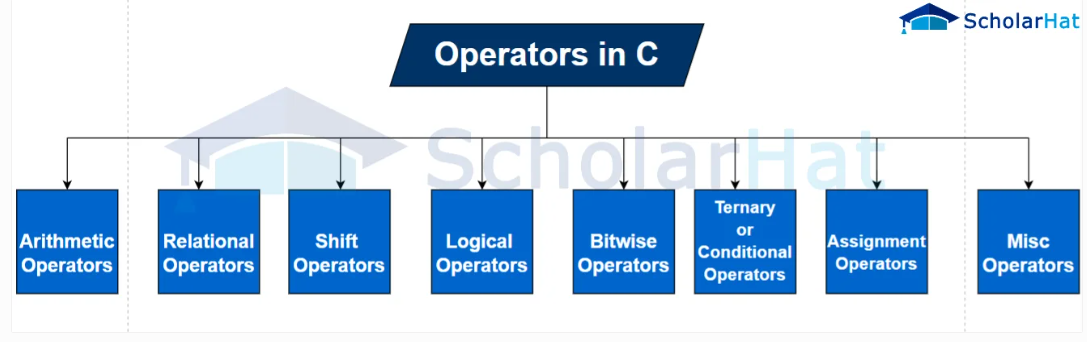 ScholarHat
Operators in C
ScholarHat
Arithmetic
Operators
Relational
Operators
Shift
Operators
Logical
Operators
Bitwise
Operators
Ternary
or
Conditional
Operators
Assignment
Operators
Misc
Operators